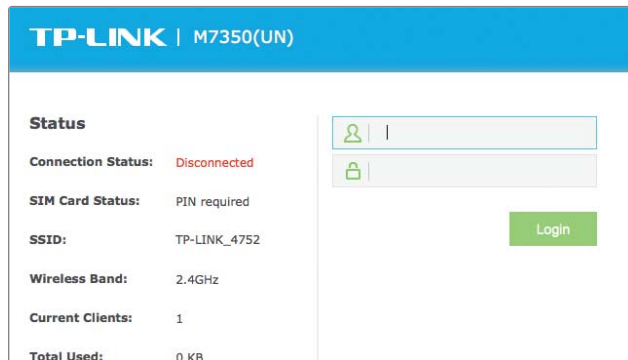 TP-LINK | M7350(UN)
Status
Connection Status: Disconnected
SIM Card Status: PIN required
SSID: TP-LINK_4752
Wireless Band: 2.4GHz
Current Clients: 1
Total Used: 0 KB
Login